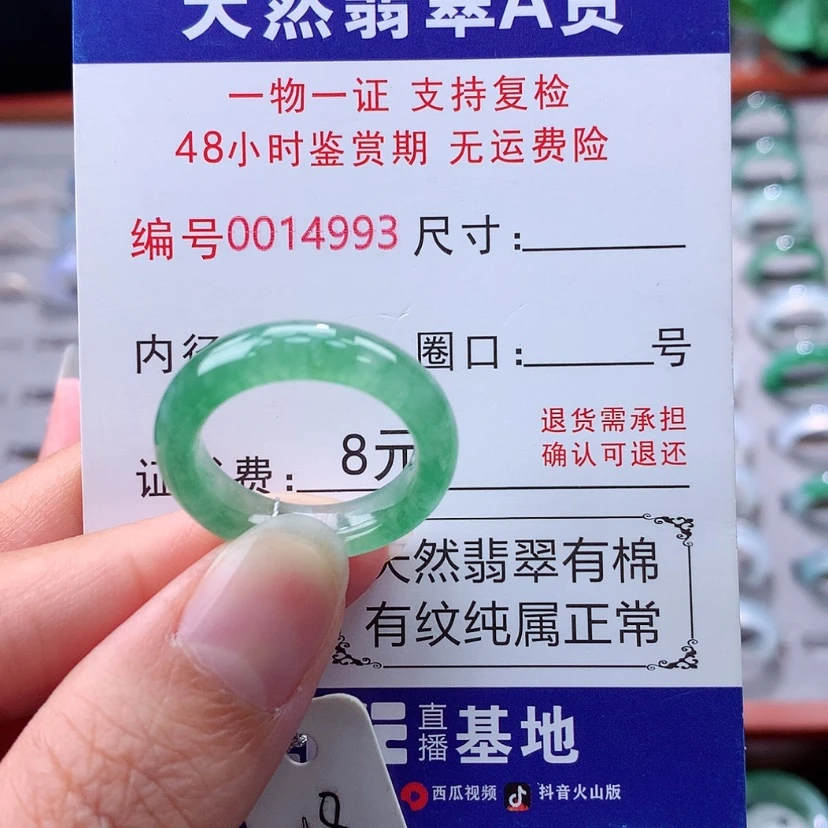 天然翡翠A货
一物一证 支持复检
48小时鉴赏期 无运费险
编号0014993 尺寸:
内径 圈口: 号
退货需承担
确认可退还
证 费: 8元
天然翡翠有棉
有纹纯属正常
直播基地
西瓜视频 抖音火山版